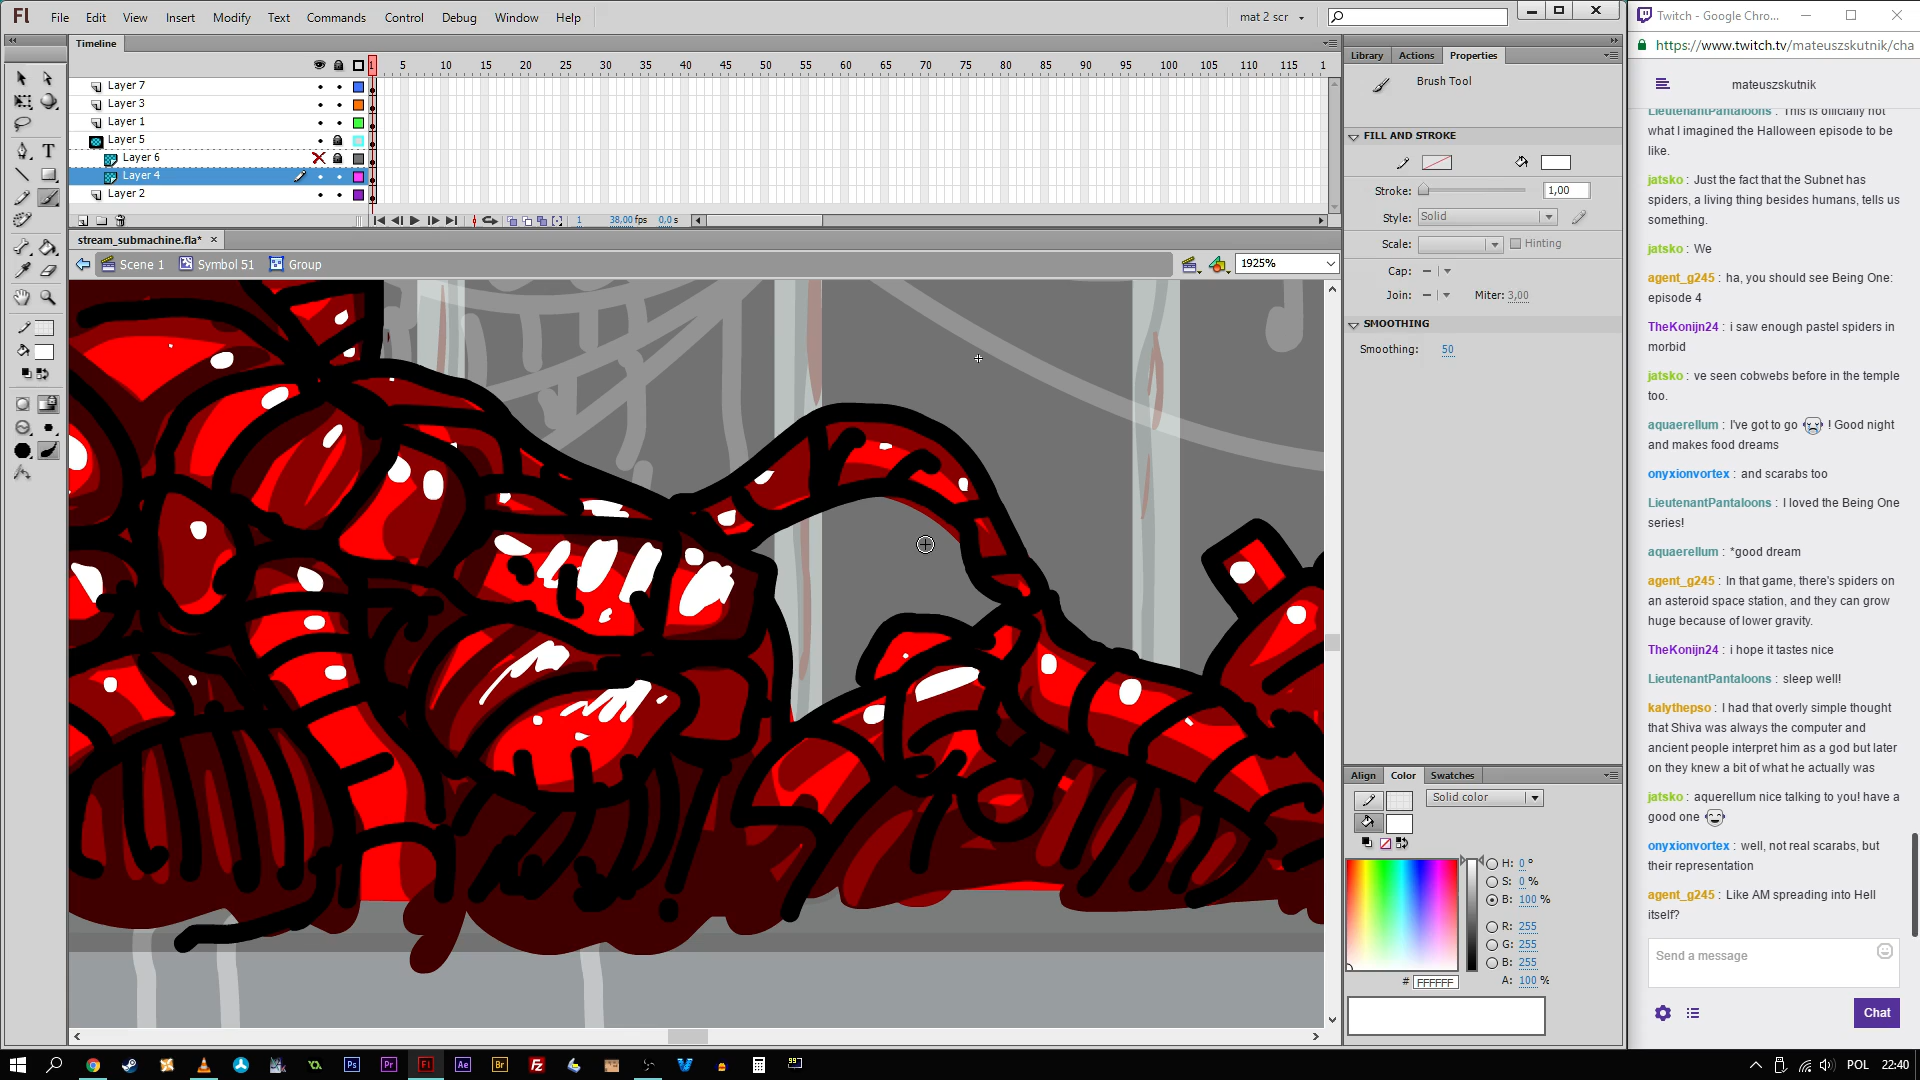 Fl File Edit View Insert Modify Text Commands Control Debug Window Help mat 2 scr
Timeline
1 5 10 15 20 25 30 35 40 45 50 55 60 65 70 75 80 85 90 95 100 105 110 115 1
Layer 7
Layer 3
Layer 1
Layer 5
Layer 6
Layer 4
Layer 2
1 38,00 fps 0,0 s
stream_submachine.fla*
Scene 1 Symbol 51 Group 1925%
Library Actions Properties
Brush Tool
FILL AND STROKE
Stroke: 1,00
Style: Solid
Scale: Hinting
Cap:
Join: Miter: 3,00
SMOOTHING
Smoothing: 50
Align Color Swatches
Solid color
H: 0 °
S: 0 %
B: 100 %
R: 255
G: 255
B: 255
A: 100 %
# FFFFFF
Twitch - Google Chro...
https://www.twitch.tv/mateuszskutnik/cha
mateuszskutnik
LieutenantPantaloons : This is officially not
what I imagined the Halloween episode to be
like.
jatsko : Just the fact that the Subnet has
spiders, a living thing besides humans, tells us
something.
jatsko : We
agent_g245 : ha, you should see Being One:
episode 4
TheKonijn24 : i saw enough pastel spiders in
morbid
jatsko : ve seen cobwebs before in the temple
too.
aquaerellum : I've got to go ! Good night
and makes food dreams
onyxionvortex : and scarabs too
LieutenantPantaloons : I loved the Being One
series!
aquaerellum : *good dream
agent_g245 : In that game, there's spiders on
an asteroid space station, and they can grow
huge because of lower gravity.
TheKonijn24 : i hope it tastes nice
LieutenantPantaloons : sleep well!
kalythepso : I had that overly simple thought
that Shiva was always the computer and
ancient people interpret him as a god but later
on they knew a bit of what he actually was
jatsko : aquerellum nice talking to you! have a
good one
onyxionvortex : well, not real scarabs, but
their representation
agent_g245 : Like AM spreading into Hell
itself?
Send a message
Chat
Ps Pr Fl Ae Br Fz POL 22:40